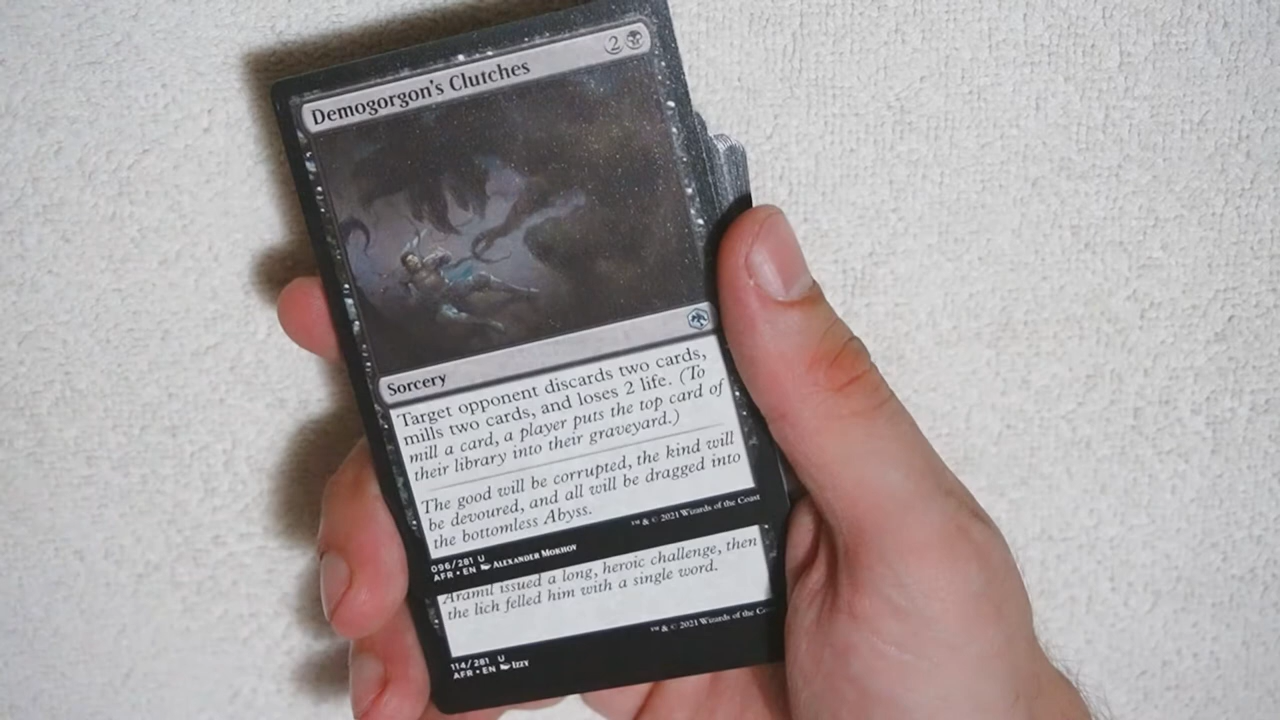 Demogorgon's Clutches 2
Sorcery
Target opponent discards two cards,
mills two cards, and loses 2 life. (To
mill a card, a player puts the top card of
their library into their graveyard.)
The good will be corrupted, the kind will
be devoured, and all will be dragged into
the bottomless Abyss.
™ & © 2021 Wizards of the Coast
096/281 U
AFR • EN ALEXANDER MOKHOV
Aramil issued a long, heroic challenge, then
the lich felled him with a single word.
™ & © 2021 Wizards of the Co
114/281 U
AFR • EN IZZY